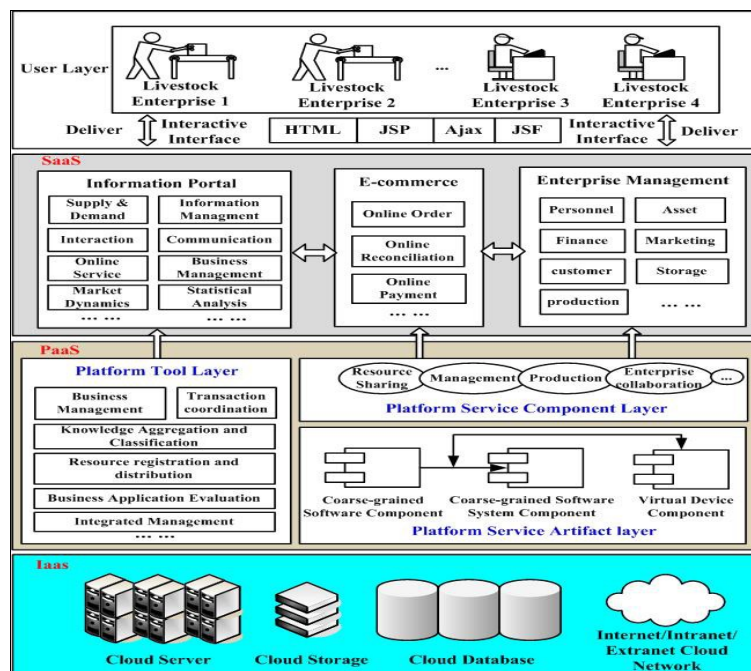 User Layer
Livestock
Enterprise 1
Livestock
Enterprise 2
...
Livestock
Enterprise 3
Livestock
Enterprise 4
Deliver
Interactive
Interface
HTML
JSP
Ajax
JSF
Interactive
Interface
Deliver
SaaS
Information Portal
Supply &
Demand
Information
Managment
Interaction
Communication
Online
Service
Business
Management
Market
Dynamics
Statistical
Analysis
... ...
... ...
E-commerce
Online Order
Online
Reconciliation
Online
Payment
... ...
Enterprise Management
Personnel
Asset
Finance
Marketing
customer
Storage
production
... ...
PaaS
Platform Tool Layer
Business
Management
Transaction
coordination
Knowledge Aggregation and
Classification
Resource registration and
distribution
Business Application Evaluation
Integrated Management
... ...
Resource
Sharing
Management
Production
Enterprise
collaboration
...
Platform Service Component Layer
Coarse-grained
Software Component
Coarse-grained Software
System Component
Virtual Device
Component
Platform Service Artifact layer
Iaas
Cloud Server
Cloud Storage
Cloud Database
Internet/Intranet/
Extranet Cloud
Network